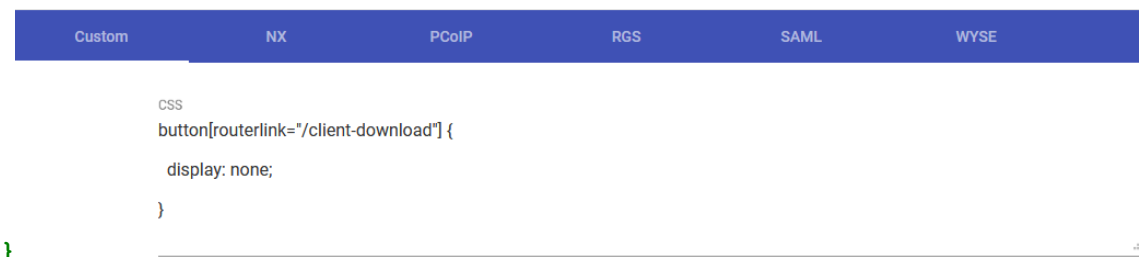 Custom NX PCoIP RGS SAML WYSE
CSS
button[routerlink="/client-download"] {
display: none;
}
}